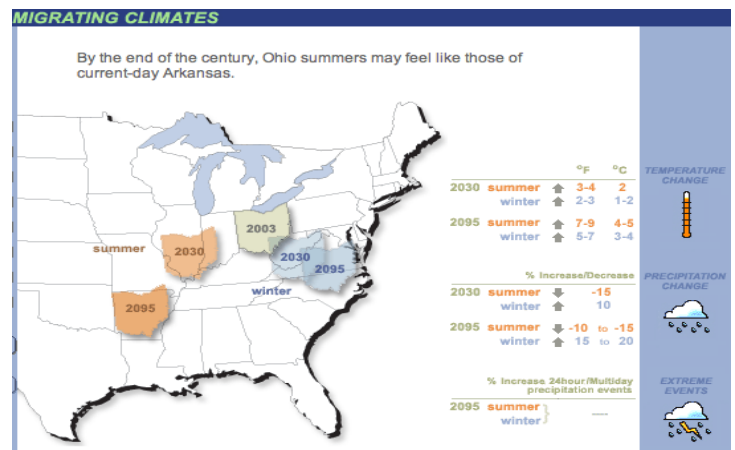 MIGRATING CLIMATES
By the end of the century, Ohio summers may feel like those of
current-day Arkansas.
2003
summer
2030
2030
2095
winter
2095
°F °C
2030 summer 3-4 2
winter 2-3 1-2
2095 summer 7-9 4-5
winter 5-7 3-4
TEMPERATURE
CHANGE
% Increase/Decrease
2030 summer -15
winter 10
2095 summer -10 to -15
winter 15 to 20
PRECIPITATION
CHANGE
% Increase 24hour/Multiday
precipitation events
2095 summer
winter
----
EXTREME
EVENTS